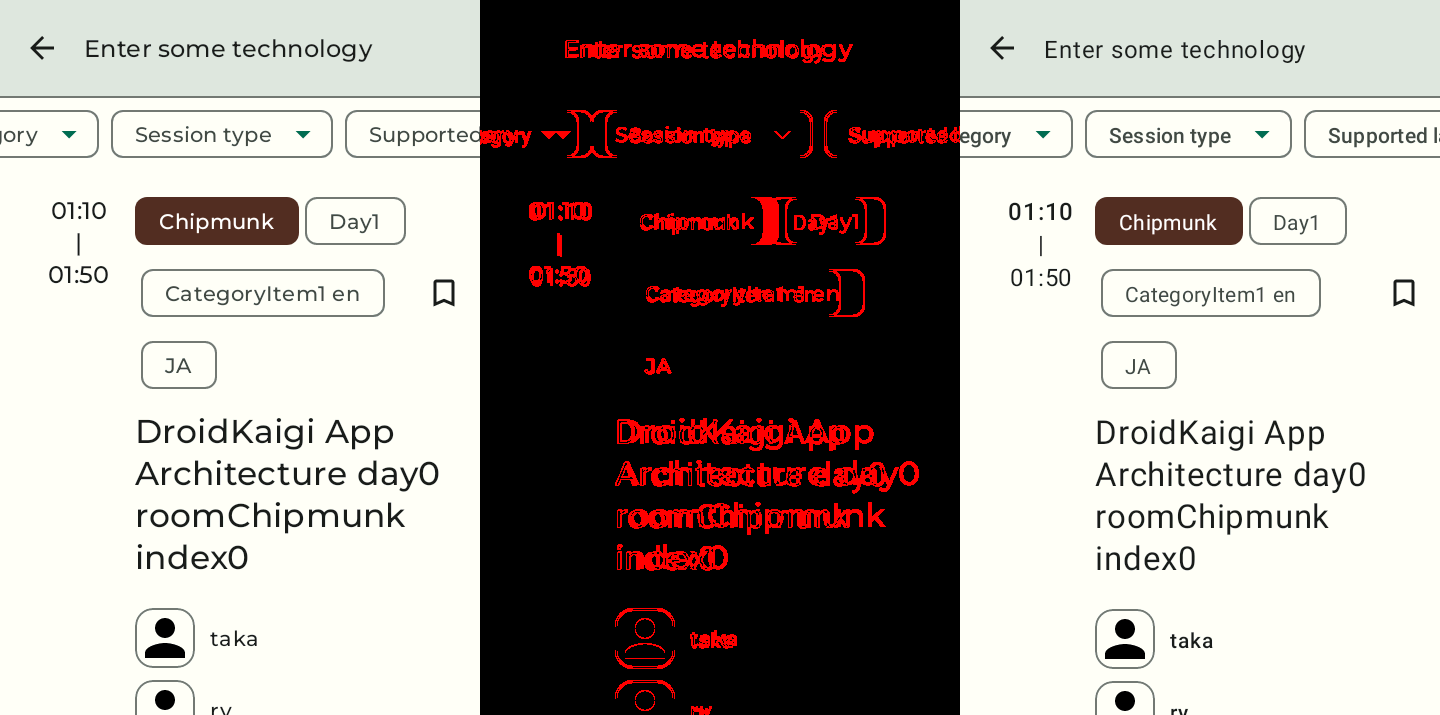 Enter some technology
gory
Session type
Supported
01:10
|
01:50
Chipmunk
Day1
CategoryItem1 en
JA
DroidKaigi App
Architecture day0
roomChipmunk
index0
taka
ry
Enter some technology
Session type
Supported
01:10
01:50
Chipmunk
Day1
CategoryItem1 en
JA
DroidKaigi App
Architecture day0
roomChipmunk
index0
taka
ry
Enter some technology
egory
Session type
Supported la
01:10
|
01:50
Chipmunk
Day1
CategoryItem1 en
JA
DroidKaigi App
Architecture day0
roomChipmunk
index0
taka
ry